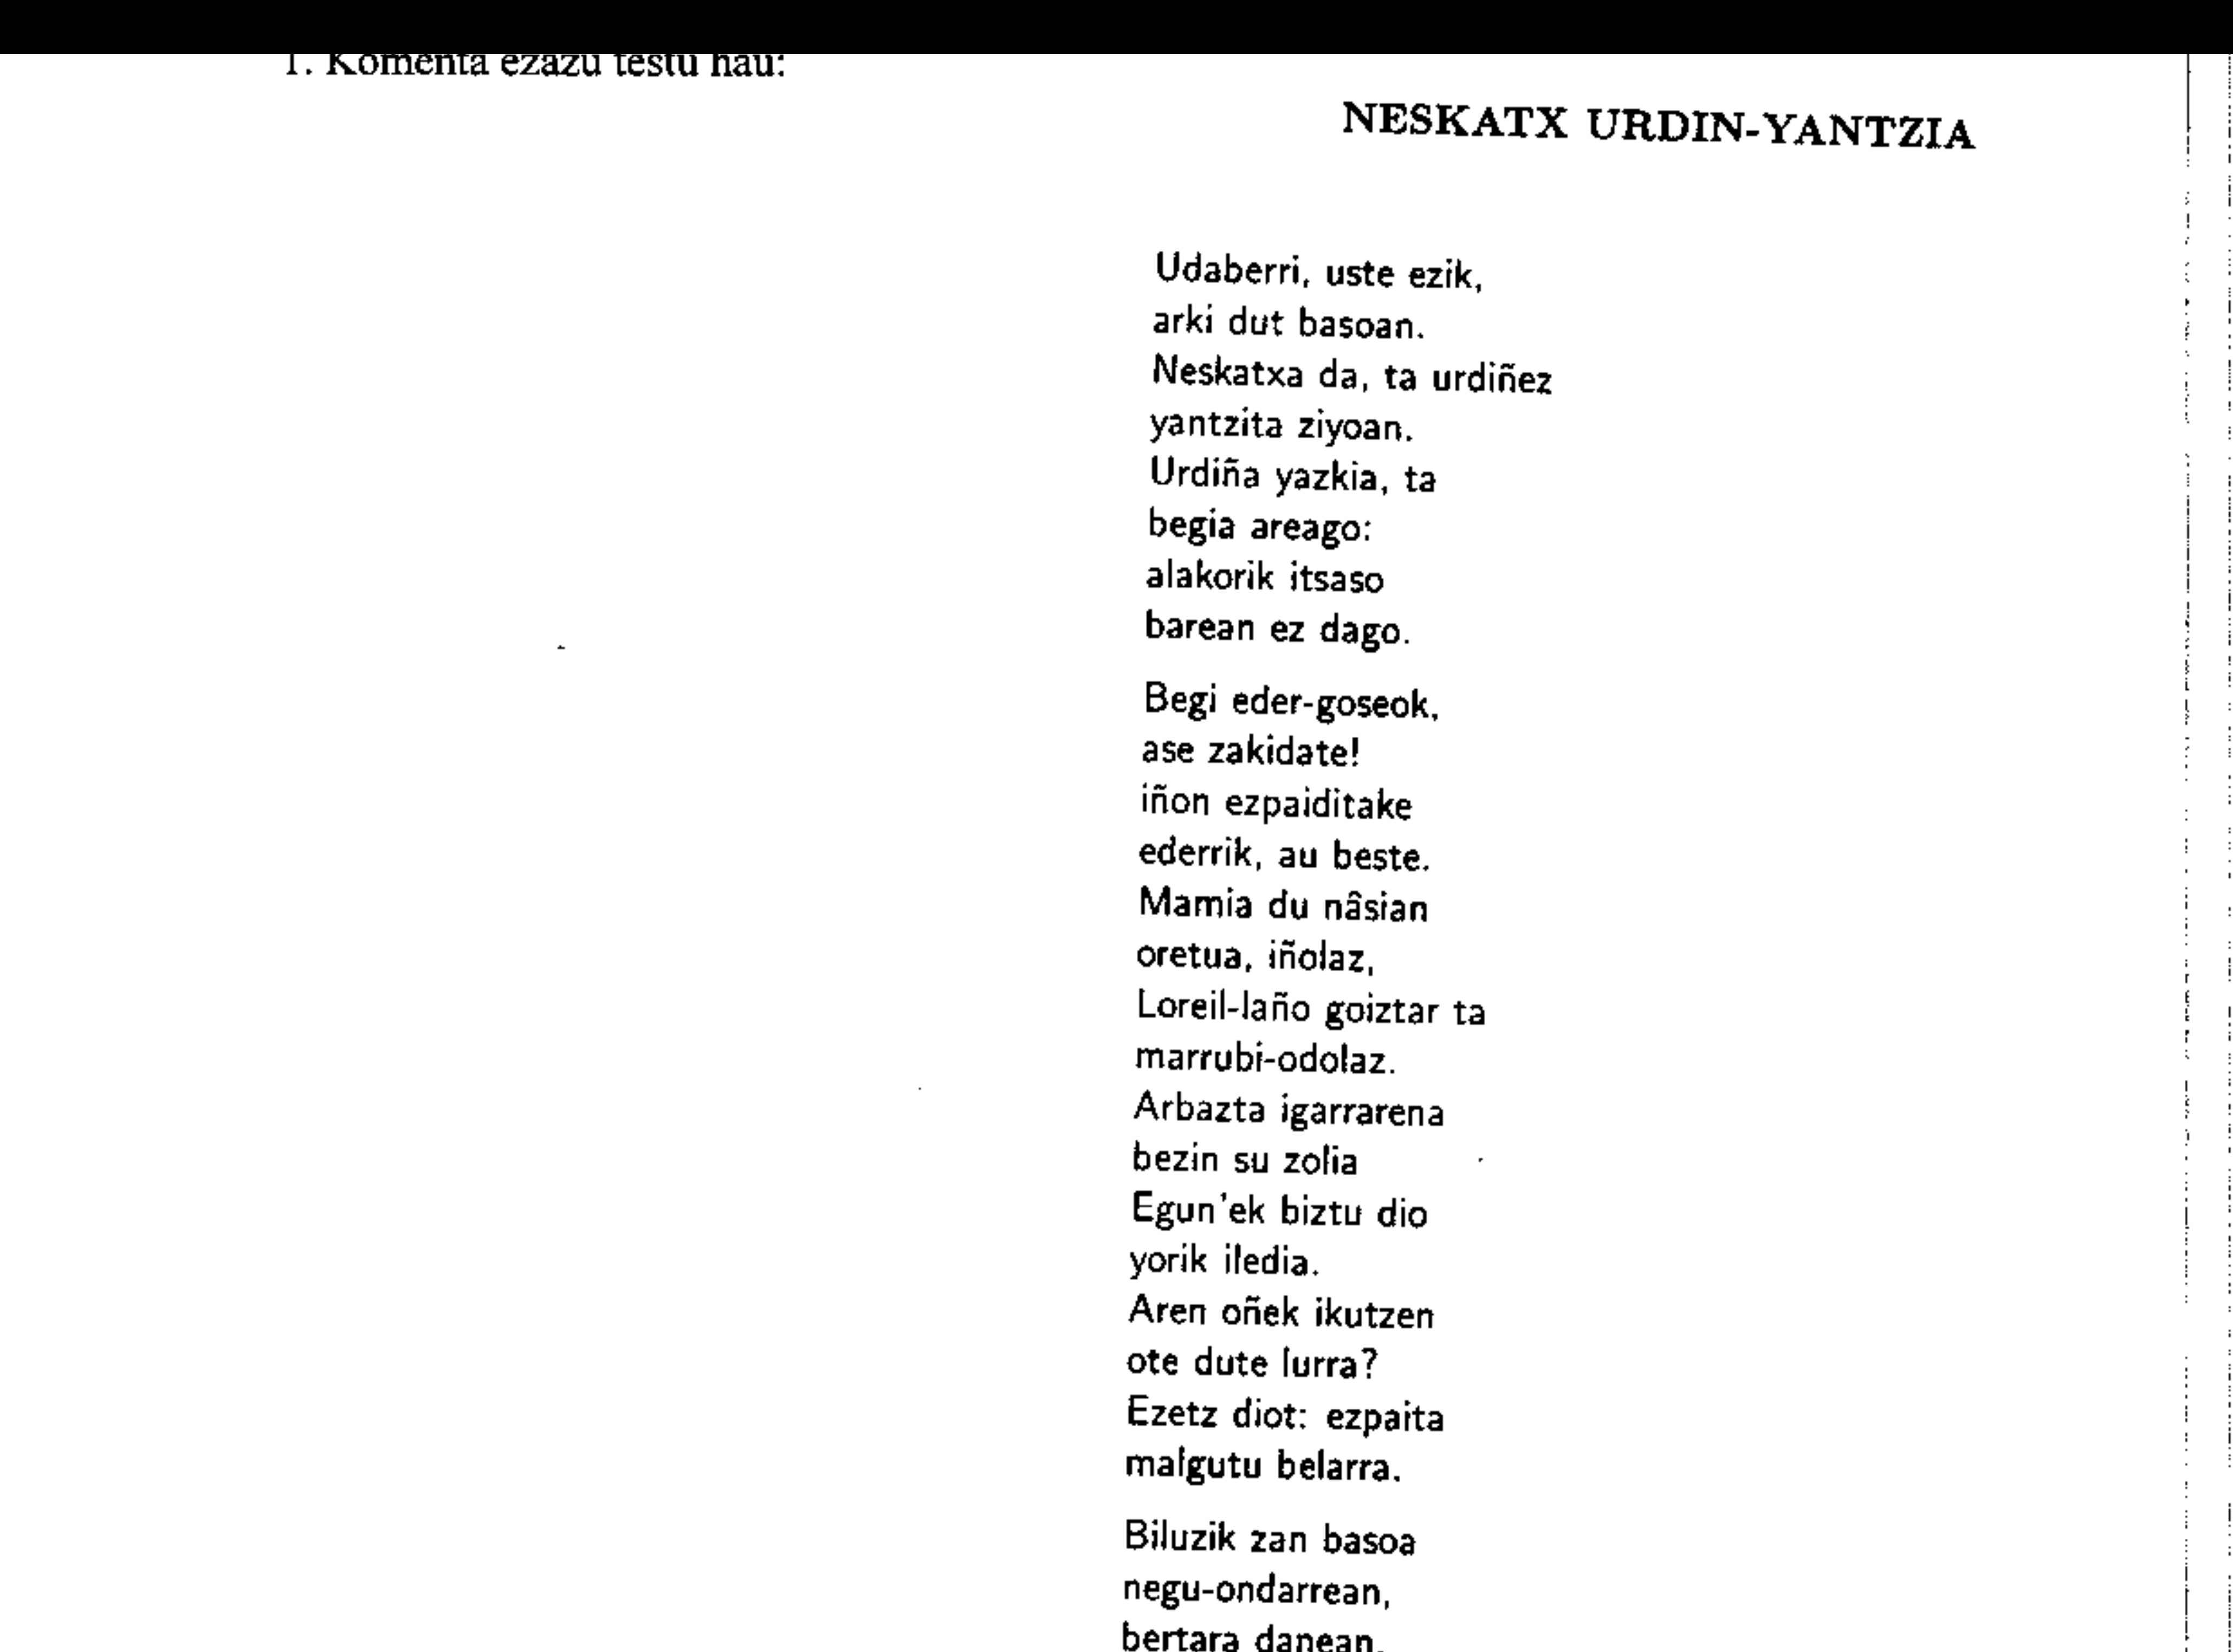 1. Komenta ezazu testu hau:
NESKATX URDIN-YANTZIA
Udaberri, uste ezik,
arki dut basoan.
Neskatxa da, ta urdiñez
yantzita ziyoan.
Urdiña yazkia, ta
begia areago:
alakorik itsaso
barean ez dago.
Begi eder-goseok,
ase zakidate!
iñon ezpaiditake
ederrik, au beste.
Mamia du nâsian
oretua, iñolaz,
Loreil-laño goiztar ta
marrubi-odolaz.
Arbazta igarrarena
bezin su zolia
Egun'ek biztu dio
yorik iledia.
Aren oñek ikutzen
ote dute lurra?
Ezetz diot: ezpaita
malgutu belarra.
Biluzik zan basoa
negu-ondarrean,
bertara danean,